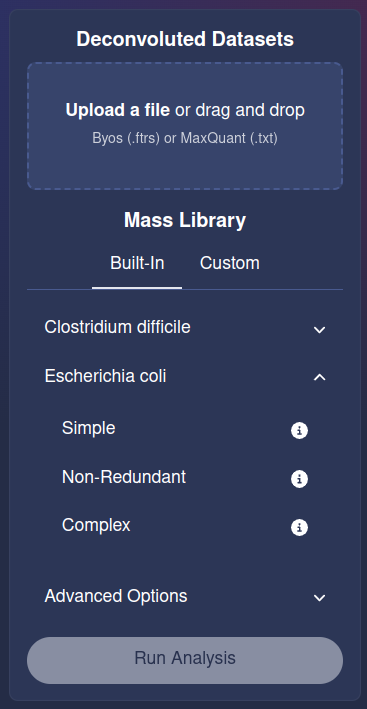 Deconvoluted Datasets
Upload a file or drag and drop
Byos (.ftrs) or MaxQuant (.txt)
Mass Library
Built-In Custom
Clostridium difficile
Escherichia coli
Simple
Non-Redundant
Complex
Advanced Options
Run Analysis